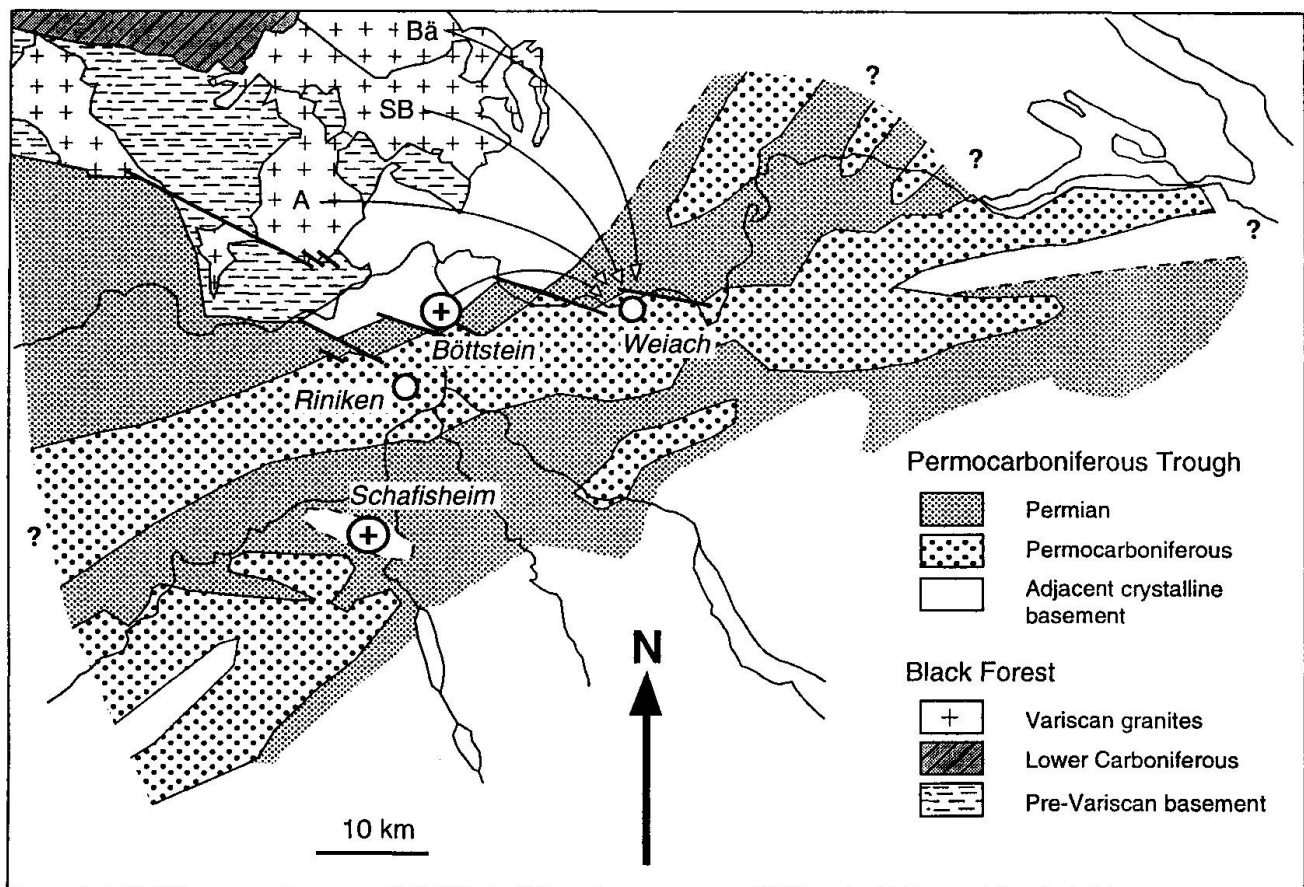 Bä
?
SB
?
A
?
Böttstein
Weiach
Riniken
Schafisheim
?
N
10 km
Permocarboniferous Trough
Permian
Permocarboniferous
Adjacent crystalline
basement
Black Forest
Variscan granites
Lower Carboniferous
Pre-Variscan basement